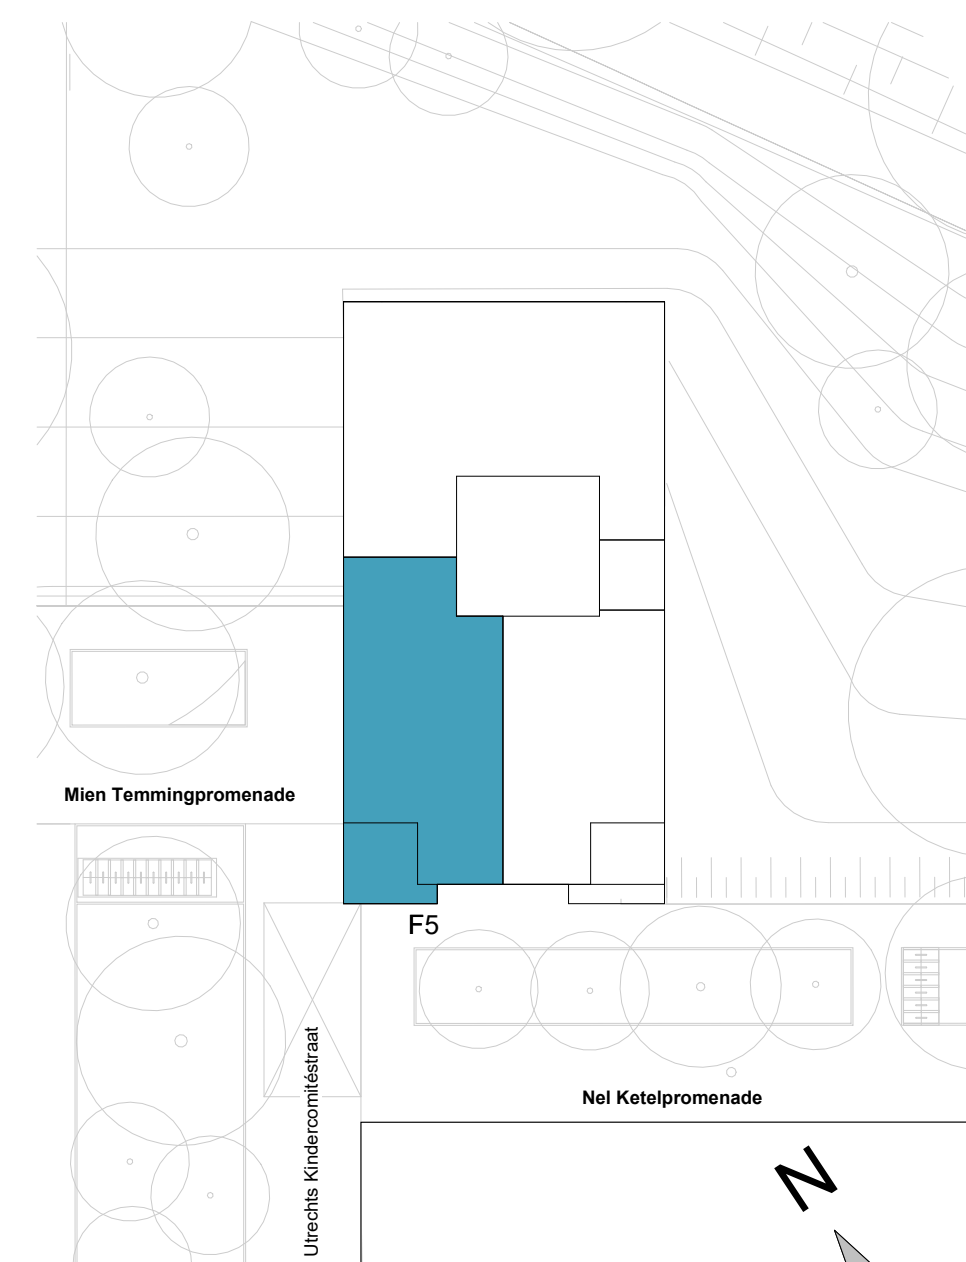 Mien Temmingpromenade
F5
Utrechts Kindercomitéstraat
Nel Ketelpromenade
N